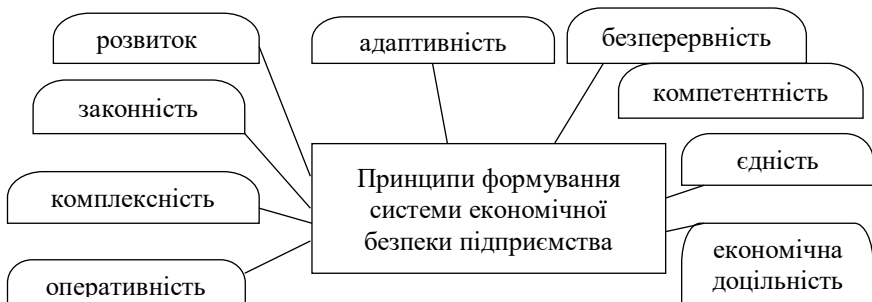 розвиток
адаптивність
безперервність
законність
компетентність
комплексність
Принципи формування
системи економічної
безпеки підприємства
єдність
оперативність
економічна
доцільність